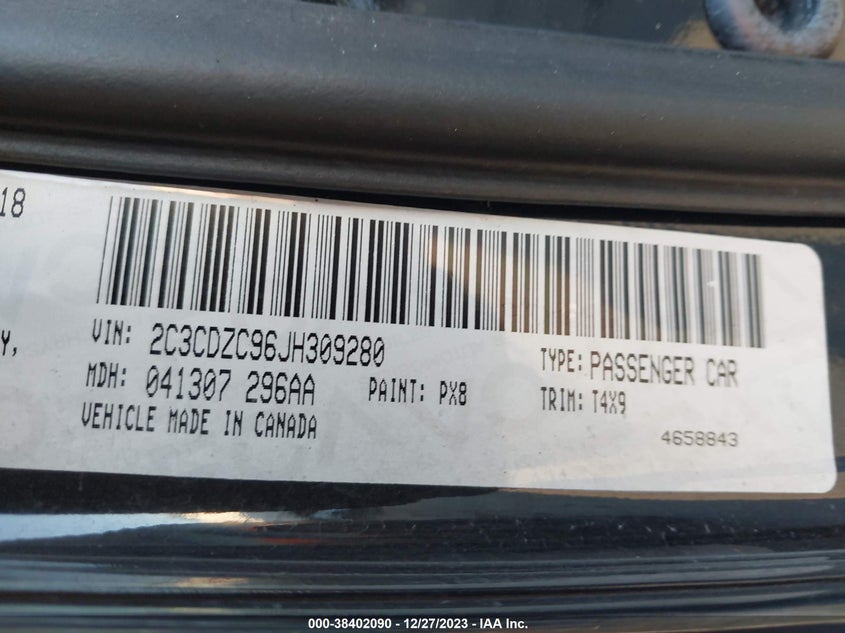 18
VIN: 2C3CDZC96JH309280
TYPE: PASSENGER CAR
Y,
MDH: 041307 296AA PAINT: PX8 TRIM: T4X9
VEHICLE MADE IN CANADA
4658843
000-38402090 - 12/27/2023 - IAA Inc.